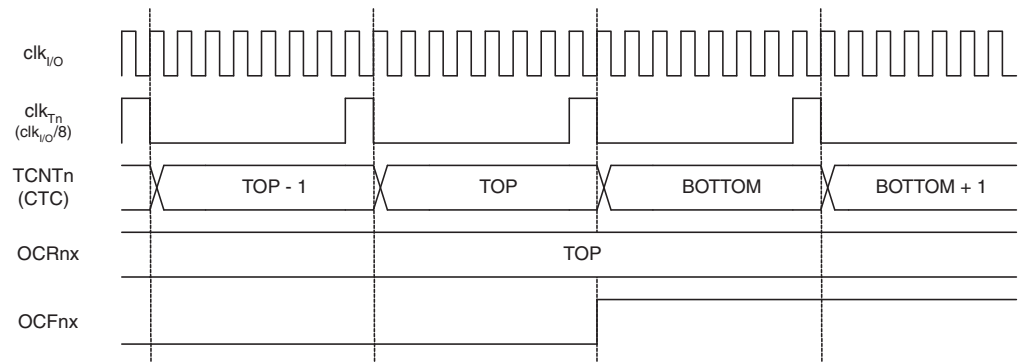 clkI/O
clkTn
(clkI/O/8)
TCNTn
(CTC)
TOP - 1
TOP
BOTTOM
BOTTOM + 1
OCRnx
TOP
OCFnx